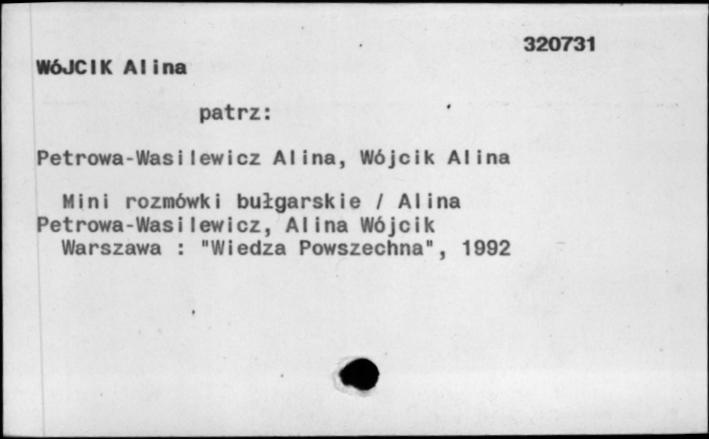 320731
WÓJCIK Alina
patrz:
Petrowa-Wasilewicz Alina, Wójcik Alina
Mini rozmówki bułgarskie / Alina
Petrowa-Wasilewicz, Alina Wójcik
Warszawa : "Wiedza Powszechna", 1992